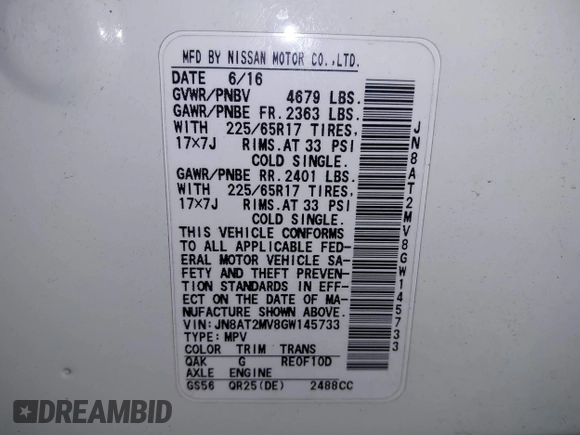 MFD BY NISSAN MOTOR CO.,LTD.
DATE 6/16
GVWR/PNBV 4679 LBS.
GAWR/PNBE FR. 2363 LBS.
WITH 225/65R17 TIRES,
17×7J RIMS.AT 33 PSI
COLD SINGLE.
GAWR/PNBE RR. 2401 LBS.
WITH 225/65R17 TIRES,
17×7J RIMS.AT 33 PSI
COLD SINGLE.
THIS VEHICLE CONFORMS
TO ALL APPLICABLE FED-
ERAL MOTOR VEHICLE SA-
FETY AND THEFT PREVEN-
TION STANDARDS IN EFF-
ECT ON THE DATE OF MA-
NUFACTURE SHOWN ABOVE.
VIN:JN8AT2MV8GW145733
TYPE:MPV
COLOR TRIM TRANS
QAK G RE0F10D
AXLE ENGINE
GS56 QR25(DE) 2488CC
JN8AT2MV8GW145733
DREAMBID